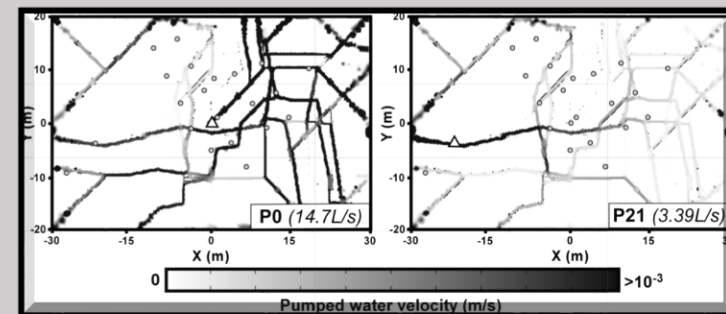 20
10
0
-10
-20
Y (m)
P0 (14.7L/s)
-30 -15 0 15 30
X (m)
20
10
0
-10
-20
Y (m)
P21 (3.39L/s)
-30 -15 0 15
X (m)
0 >10⁻³
Pumped water velocity (m/s)